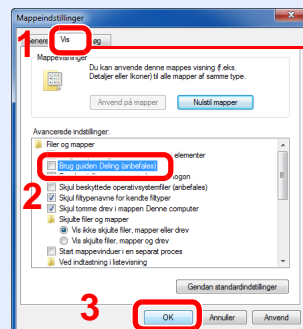 Mappeindstillinger
1
Vis
Mappevisninger
Du kan anvende denne mappes visning (f.eks.
Detaljer eller Ikoner) til alle mapper af samme type.
Anvend på mapper
Nulstil mapper
Avancerede indstillinger:
Filer og mapper
elementer
Brug guiden Deling (anbefales)
logon
2
Skjul beskyttede operativsystemfiler (anbefales)
Skjul filtypenavne for kendte filtyper
Skjul tomme drev i mappen Denne computer
Skjulte filer og mapper
Vis ikke skjulte filer, mapper eller drev
Vis skjulte filer, mapper og drev
Start mappevinduer i en separat proces
Ved indtastning i listevisning
Gendan standardindstillinger
3
OK
Annuller
Anvend